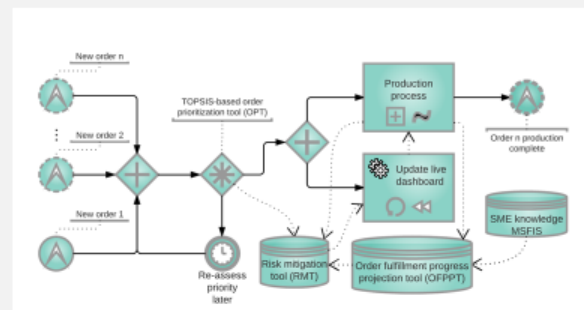 New order n
TOPSIS-based order
prioritization tool (OPT)
Production
process
New order 2
Order n production
complete
Update live
dashboard
New order 1
SME knowledge
MSFIS
Risk mitigation
tool (RMT)
Order fulfillment progress
projection tool (OFPPT)
Re-assess
priority
later